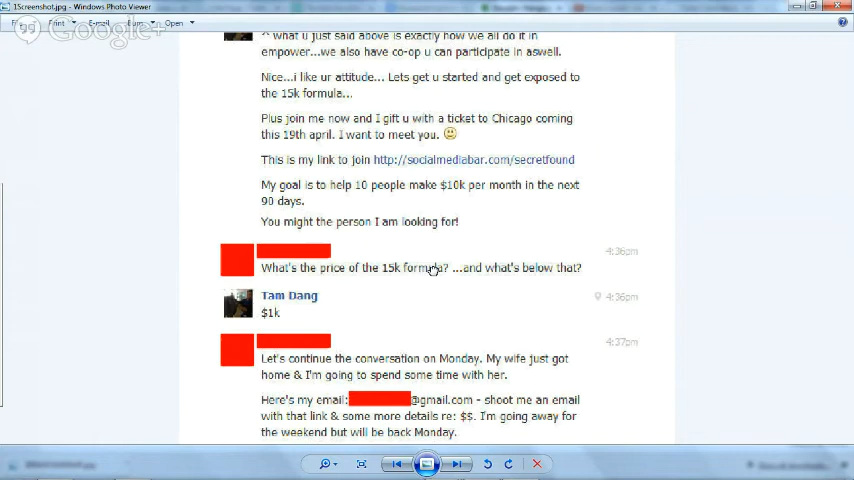 1Screenshot.jpg - Windows Photo Viewer
Print E-mail Burn Open
Google+
^ what u just said above is exactly how we all do it in
empower...we also have co-op u can participate in aswell.
Nice...i like ur attitude... Lets get u started and get exposed to
the 15k formula...
Plus join me now and I gift u with a ticket to Chicago coming
this 19th april. I want to meet you.
This is my link to join http://socialmediabar.com/secretfound
My goal is to help 10 people make $10k per month in the next
90 days.
You might the person I am looking for!
4:36pm
What's the price of the 15k formula? ...and what's below that?
Tam Dang 4:36pm
$1k
4:37pm
Let's continue the conversation on Monday. My wife just got
home & I'm going to spend some time with her.
Here's my email: @gmail.com - shoot me an email
with that link & some more details re: $$. I'm going away for
the weekend but will be back Monday.